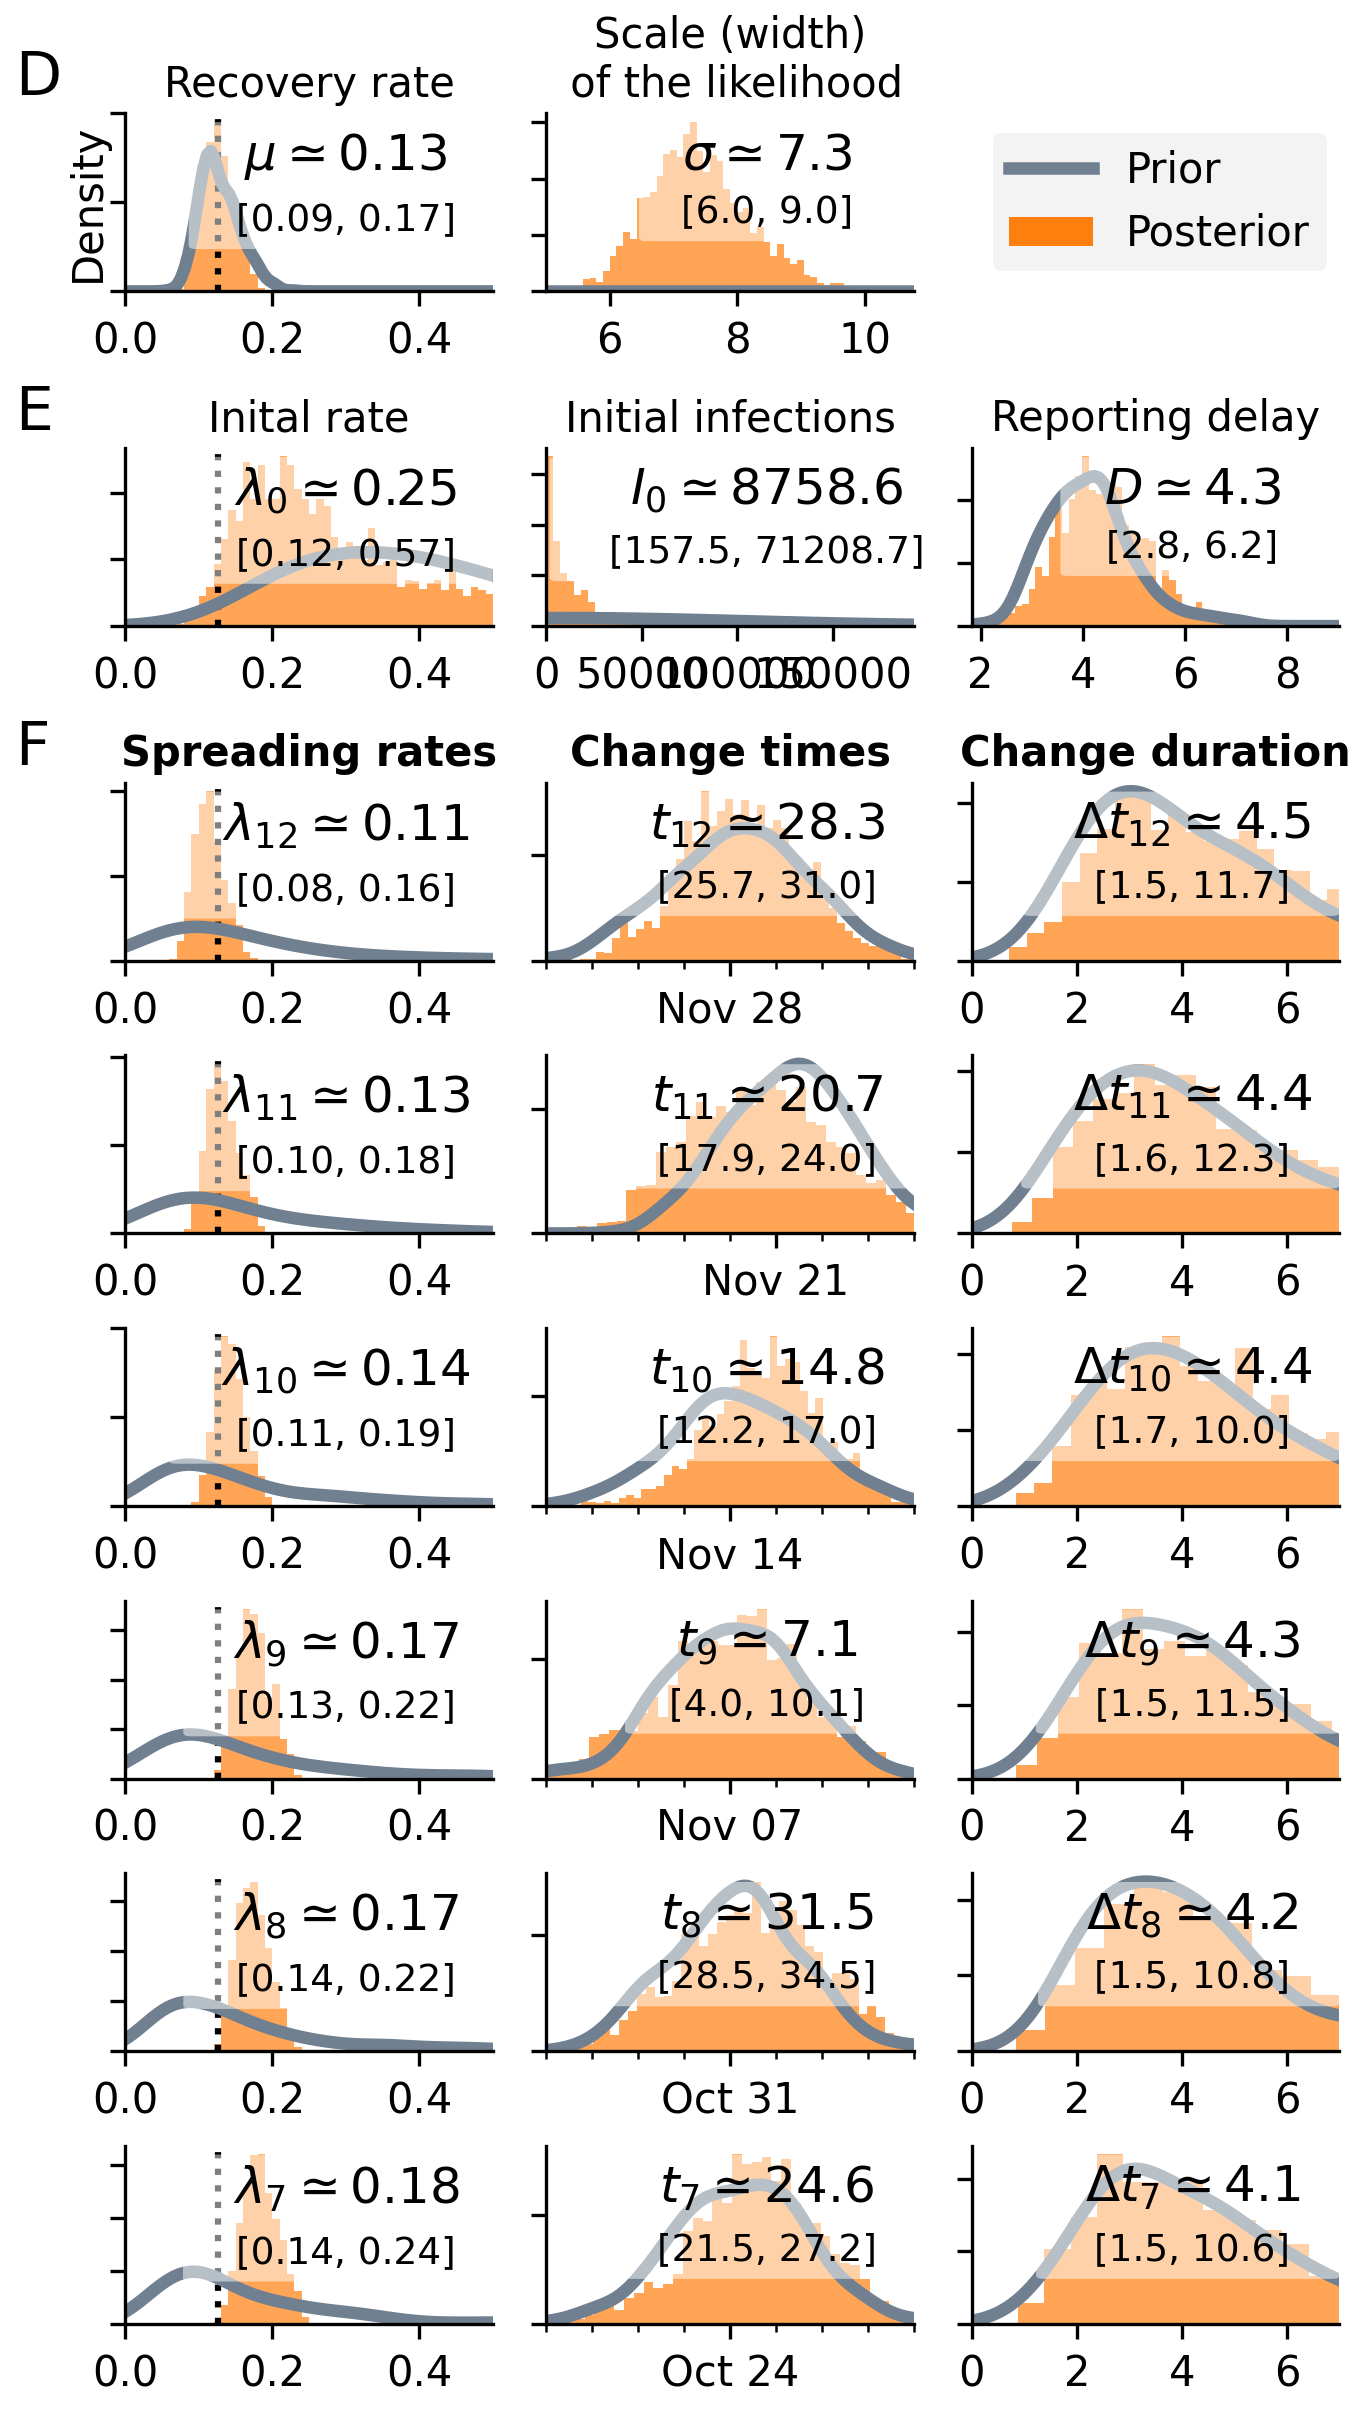 D
Recovery rate
Scale (width)
of the likelihood
Density
μ ≃ 0.13
[0.09, 0.17]
0.0 0.2 0.4
σ ≃ 7.3
[6.0, 9.0]
6 8 10
Prior
Posterior
E
Inital rate
Initial infections
Reporting delay
λ0 ≃ 0.25
[0.12, 0.57]
0.0 0.2 0.4
I0 ≃ 8758.6
[157.5, 71208.7]
0 50000 100000 150000
D ≃ 4.3
[2.8, 6.2]
2 4 6 8
F
Spreading rates
Change times
Change duration
λ12 ≃ 0.11
[0.08, 0.16]
0.0 0.2 0.4
t12 ≃ 28.3
[25.7, 31.0]
Nov 28
Δt12 ≃ 4.5
[1.5, 11.7]
0 2 4 6
λ11 ≃ 0.13
[0.10, 0.18]
0.0 0.2 0.4
t11 ≃ 20.7
[17.9, 24.0]
Nov 21
Δt11 ≃ 4.4
[1.6, 12.3]
0 2 4 6
λ10 ≃ 0.14
[0.11, 0.19]
0.0 0.2 0.4
t10 ≃ 14.8
[12.2, 17.0]
Nov 14
Δt10 ≃ 4.4
[1.7, 10.0]
0 2 4 6
λ9 ≃ 0.17
[0.13, 0.22]
0.0 0.2 0.4
t9 ≃ 7.1
[4.0, 10.1]
Nov 07
Δt9 ≃ 4.3
[1.5, 11.5]
0 2 4 6
λ8 ≃ 0.17
[0.14, 0.22]
0.0 0.2 0.4
t8 ≃ 31.5
[28.5, 34.5]
Oct 31
Δt8 ≃ 4.2
[1.5, 10.8]
0 2 4 6
λ7 ≃ 0.18
[0.14, 0.24]
0.0 0.2 0.4
t7 ≃ 24.6
[21.5, 27.2]
Oct 24
Δt7 ≃ 4.1
[1.5, 10.6]
0 2 4 6